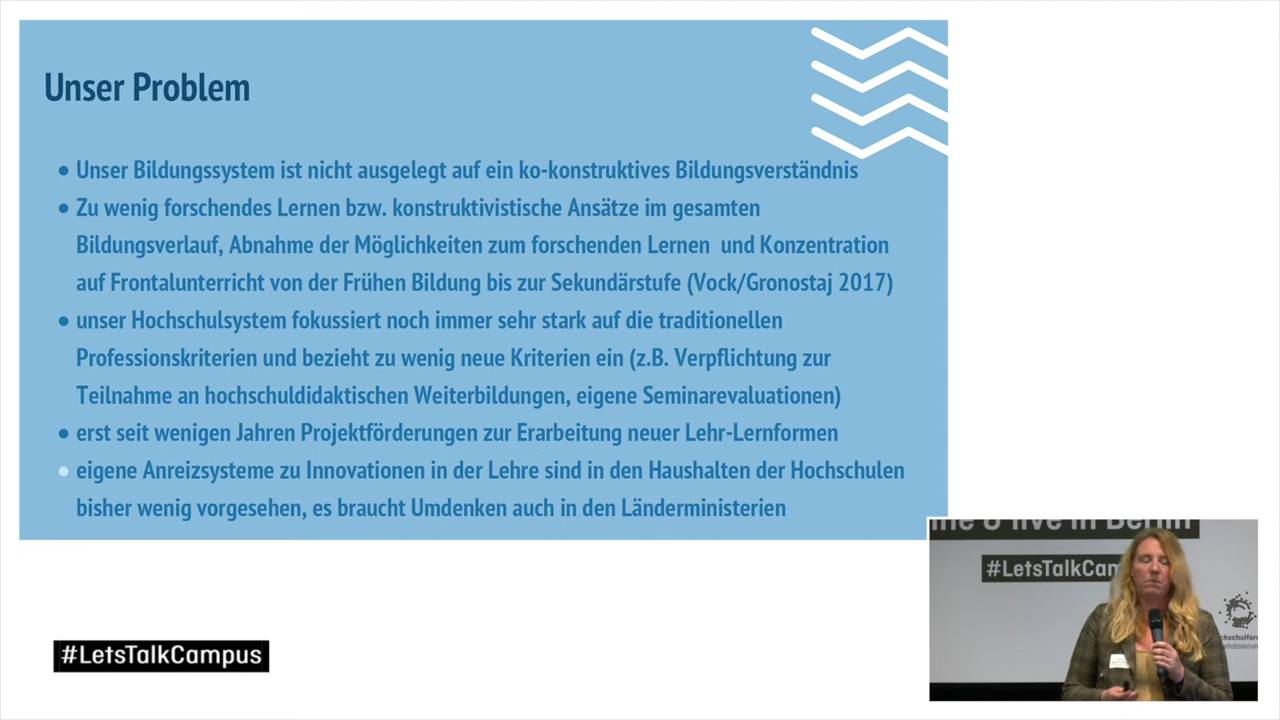 Unser Problem
• Unser Bildungssystem ist nicht ausgelegt auf ein ko-konstruktives Bildungsverständnis
• Zu wenig forschendes Lernen bzw. konstruktivistische Ansätze im gesamten
Bildungsverlauf, Abnahme der Möglichkeiten zum forschenden Lernen und Konzentration
auf Frontalunterricht von der Frühen Bildung bis zur Sekundärstufe (Vock/Gronostaj 2017)
• unser Hochschulsystem fokussiert noch immer sehr stark auf die traditionellen
Professionskriterien und bezieht zu wenig neue Kriterien ein (z.B. Verpflichtung zur
Teilnahme an hochschuldidaktischen Weiterbildungen, eigene Seminarevaluationen)
• erst seit wenigen Jahren Projektförderungen zur Erarbeitung neuer Lehr-Lernformen
• eigene Anreizsysteme zu Innovationen in der Lehre sind in den Haushalten der Hochschulen
bisher wenig vorgesehen, es braucht Umdenken auch in den Länderministerien
live in Berlin
#LetsTalkCam
#LetsTalkCampus